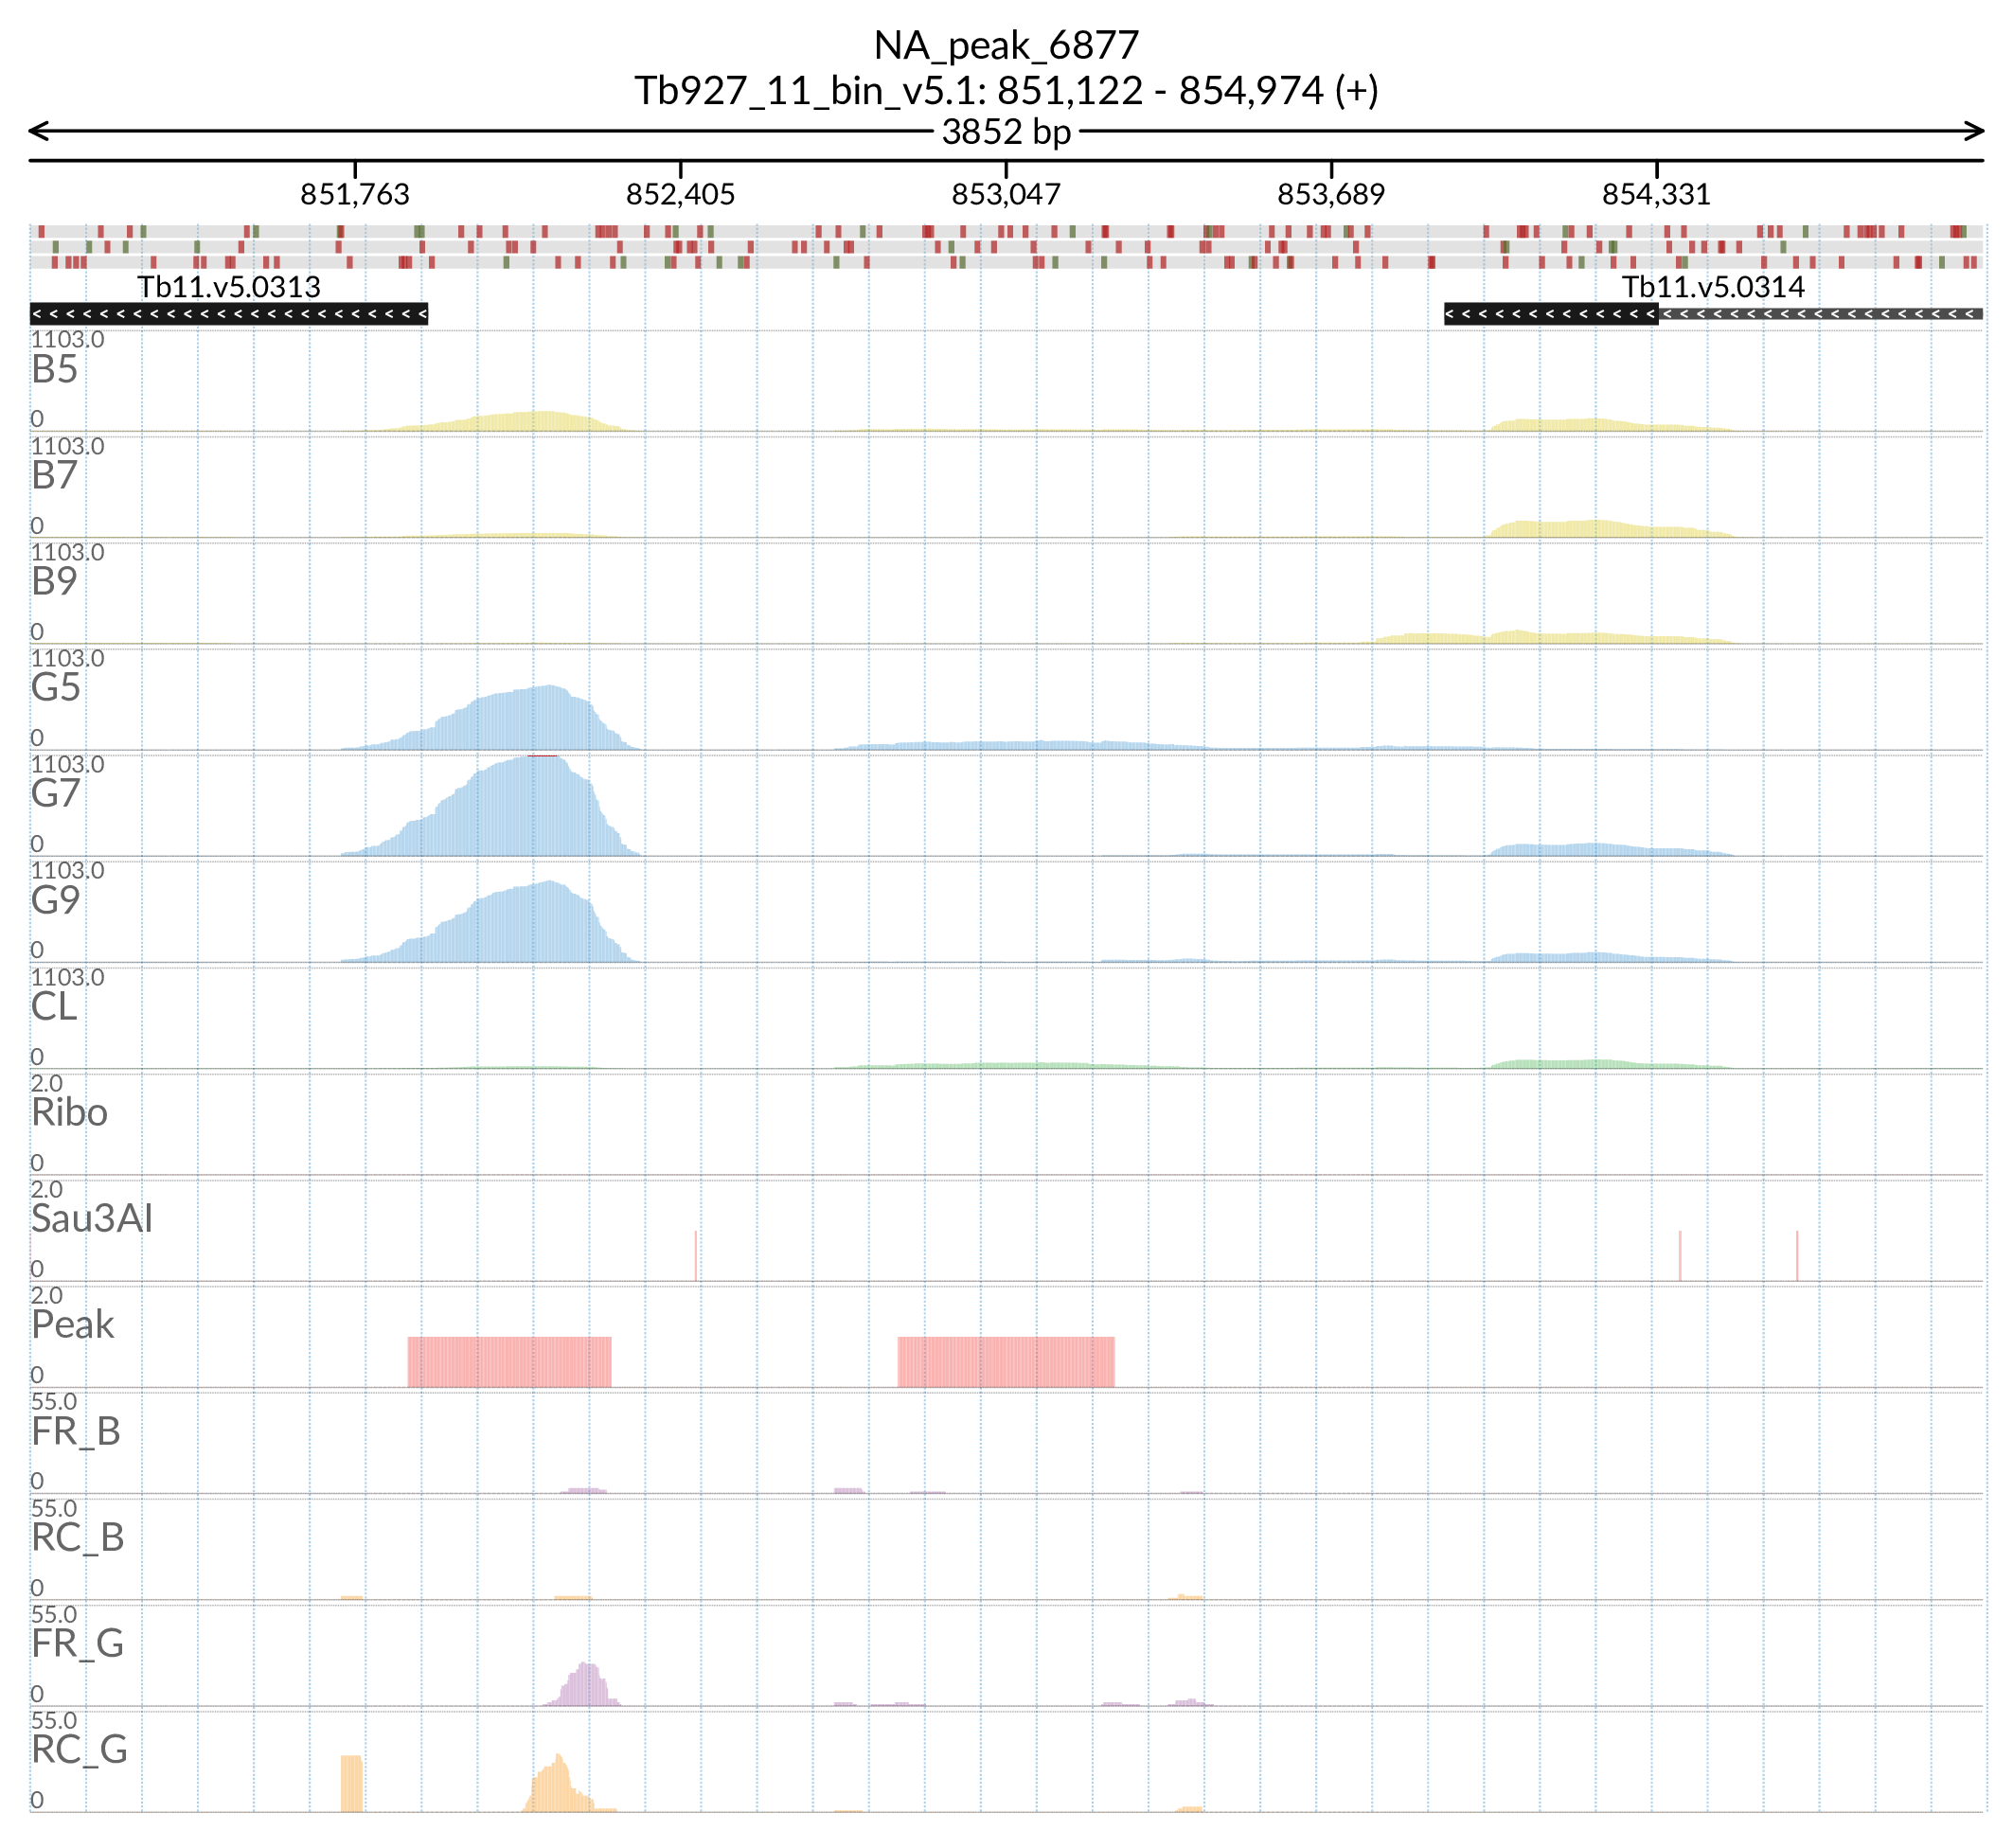 NA_peak_6877
Tb927_11_bin_v5.1: 851,122 - 854,974 (+)
3852 bp
851,763 852,405 853,047 853,689 854,331
Tb11.v5.0313 Tb11.v5.0314
1103.0
B5
0
1103.0
B7
0
1103.0
B9
0
1103.0
G5
0
1103.0
G7
0
1103.0
G9
0
1103.0
CL
0
2.0
Ribo
0
2.0
Sau3AI
0
2.0
Peak
0
55.0
FR_B
0
55.0
RC_B
0
55.0
FR_G
0
55.0
RC_G
0